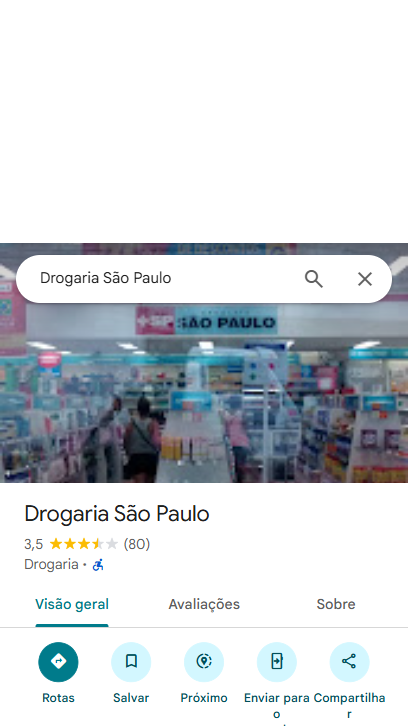 Drogaria São Paulo
+SP SÃO PAULO
Drogaria São Paulo
3,5 (80)
Drogaria •
Visão geral Avaliações Sobre
Rotas Salvar Próximo Enviar para o Compartilhar